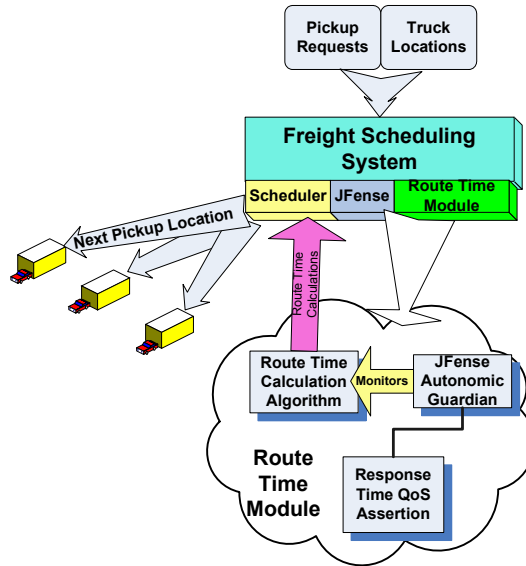 Pickup
Requests
Truck
Locations
Freight Scheduling
System
Scheduler
JFense
Route Time
Module
Next Pickup Location
Route Time
Calculations
Route Time
Calculation
Algorithm
Monitors
JFense
Autonomic
Guardian
Route
Time
Module
Response
Time QoS
Assertion